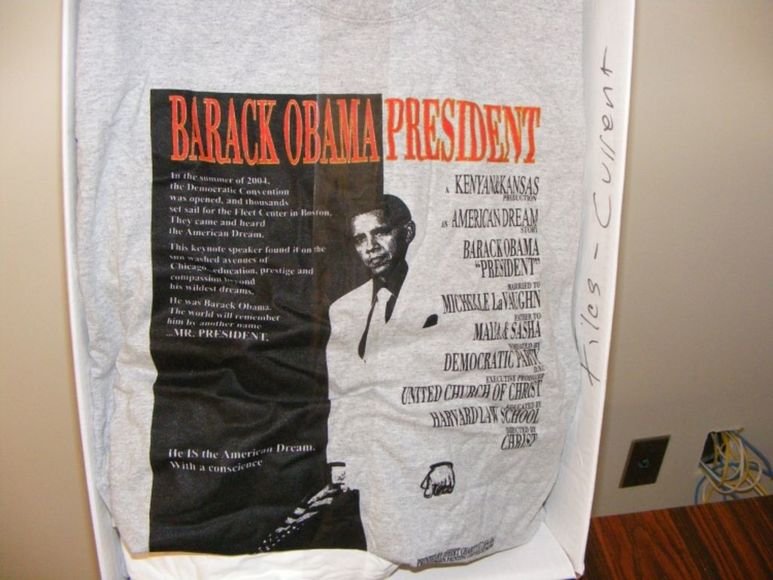 BARACK OBAMA PRESIDENT
In the summer of 2004,
the Democratic Convention
was opened, and thousands
set sail for the Fleet Center in Boston.
They came and heard
the American Dream.
This keynote speaker found it on the
sun washed avenues of
Chicago...education, prestige and
compassion beyond
his wildest dreams.
He was Barack Obama.
The world will remember
him by another name
...MR. PRESIDENT.
He IS the American Dream.
With a conscience
A KENYAN&KANSAS
PRODUCTION
AN AMERICAN DREAM
STORY
BARACK OBAMA
"PRESIDENT"
MARRIED TO
MICHELLE LaVAUGHN
FATHER TO
MALIA & SASHA
DEMOCRATIC PARTY
EXECUTIVE PRODUCER
UNITED CHURCH OF CHRIST
EDUCATED BY
HARVARD LAW SCHOOL
DIRECTED BY
CHRIST
Files - Current